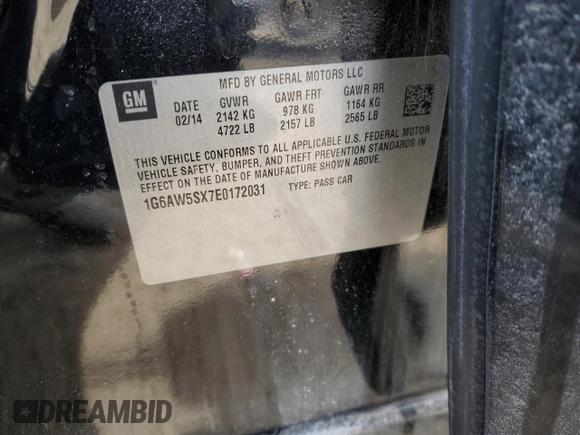 MFD BY GENERAL MOTORS LLC
GM
DATE GVWR GAWR FRT GAWR RR
02/14 2142 KG 978 KG 1164 KG
4722 LB 2157 LB 2565 LB
THIS VEHICLE CONFORMS TO ALL APPLICABLE U.S. FEDERAL MOTOR
VEHICLE SAFETY, BUMPER, AND THEFT PREVENTION STANDARDS IN
EFFECT ON THE DATE OF MANUFACTURE SHOWN ABOVE.
1G6AW5SX7E0172031 TYPE: PASS CAR
DREAMBID